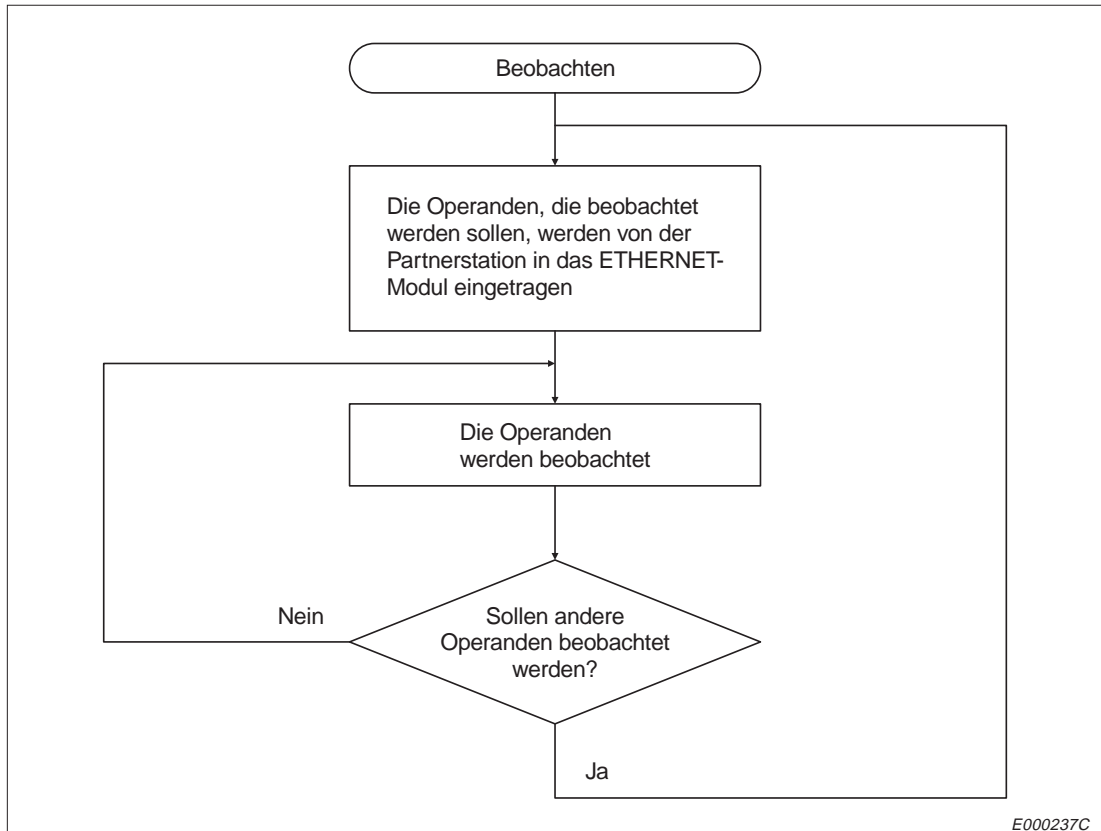 Beobachten
Die Operanden, die beobachtet
werden sollen, werden von der
Partnerstation in das ETHERNET-
Modul eingetragen
Die Operanden
werden beobachtet
Nein
Sollen andere
Operanden beobachtet
werden?
Ja
E000237C